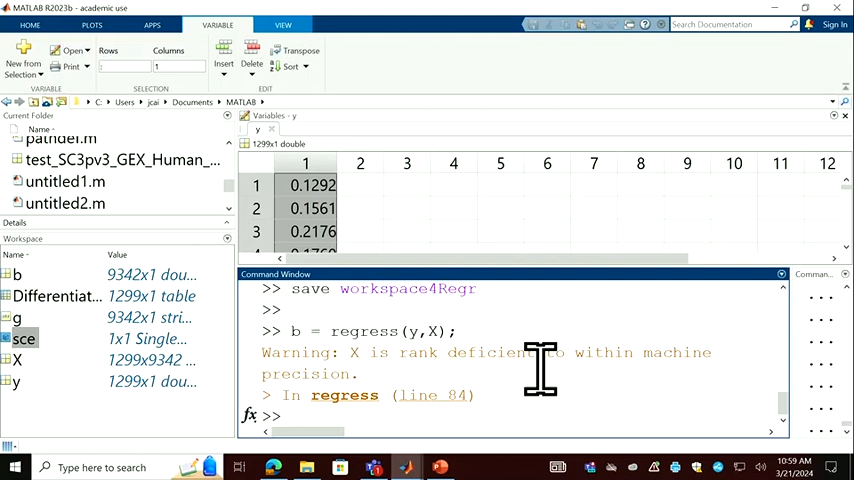 MATLAB R2023b - academic use
HOME PLOTS APPS VARIABLE VIEW Search Documentation Sign In
New from Selection Open Print Rows Columns 1 Insert Delete Transpose Sort
VARIABLE SELECTION EDIT
C: Users jcai Documents MATLAB
Current Folder
Name
pathdef.m
test_SC3pv3_GEX_Human_...
untitled1.m
untitled2.m
Details
Workspace
Name Value
b 9342x1 dou...
Differentiat... 1299x1 table
g 9342x1 stri...
sce 1x1 Single...
X 1299x9342 ...
y 1299x1 dou...
Variables - y
y
1299x1 double
1 2 3 4 5 6 7 8 9 10 11 12
1 0.1292
2 0.1561
3 0.2176
Command Window
>> save workspace4Regr
>>
>> b = regress(y,X);
Warning: X is rank deficient to within machine
precision.
> In regress (line 84)
fx >>
Comman...
...
...
...
...
...
...
...
Type here to search
10:59 AM
3/21/2024